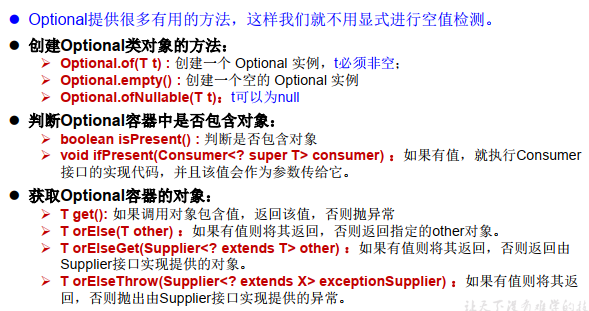 Optional提供很多有用的方法，这样我们就不用显式进行空值检测。
创建Optional类对象的方法：
Optional.of(T t) : 创建一个 Optional 实例，t必须非空；
Optional.empty() : 创建一个空的 Optional 实例
Optional.ofNullable(T t)：t可以为null
判断Optional容器中是否包含对象：
boolean isPresent() : 判断是否包含对象
void ifPresent(Consumer<? super T> consumer) ：如果有值，就执行Consumer
接口的实现代码，并且该值会作为参数传给它。
获取Optional容器的对象：
T get(): 如果调用对象包含值，返回该值，否则抛异常
T orElse(T other) ：如果有值则将其返回，否则返回指定的other对象。
T orElseGet(Supplier<? extends T> other) ：如果有值则将其返回，否则返回由
Supplier接口实现提供的对象。
T orElseThrow(Supplier<? extends X> exceptionSupplier) ：如果有值则将其返
回，否则抛出由Supplier接口实现提供的异常。
让天下没有难学的技